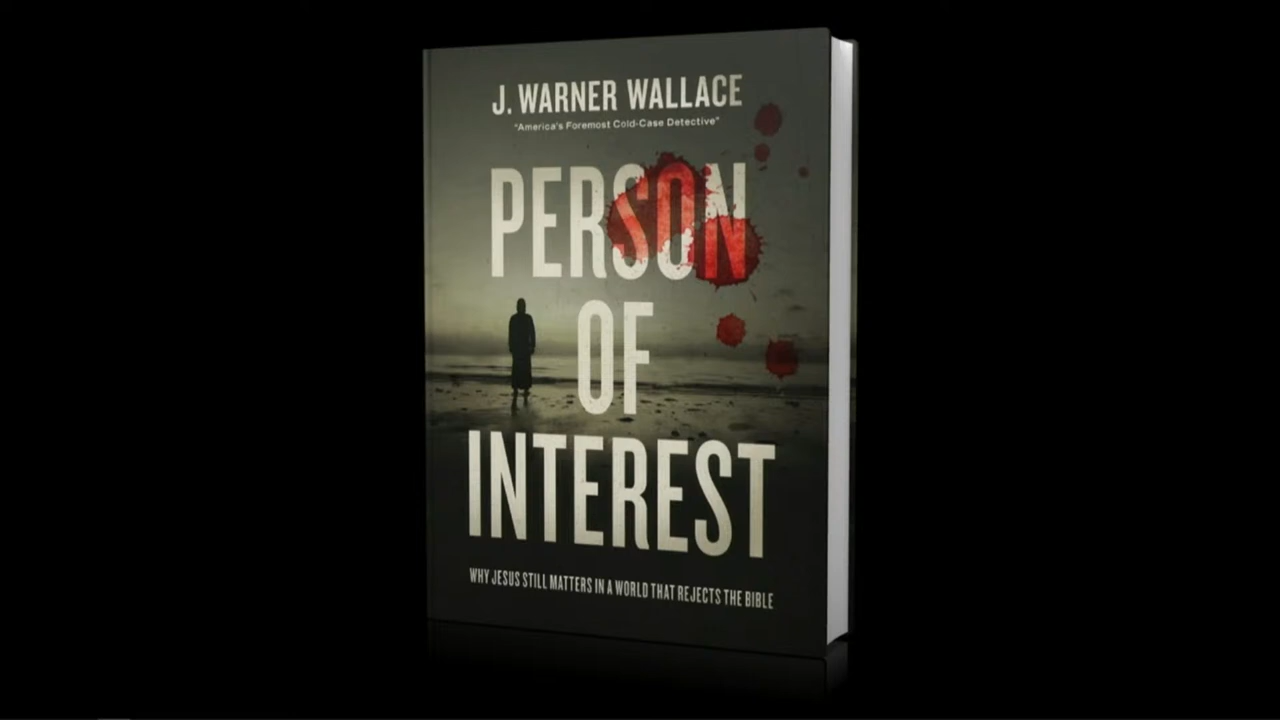 J. WARNER WALLACE
"America's Foremost Cold-Case Detective"
PERSON
OF
INTEREST
WHY JESUS STILL MATTERS IN A WORLD THAT REJECTS THE BIBLE